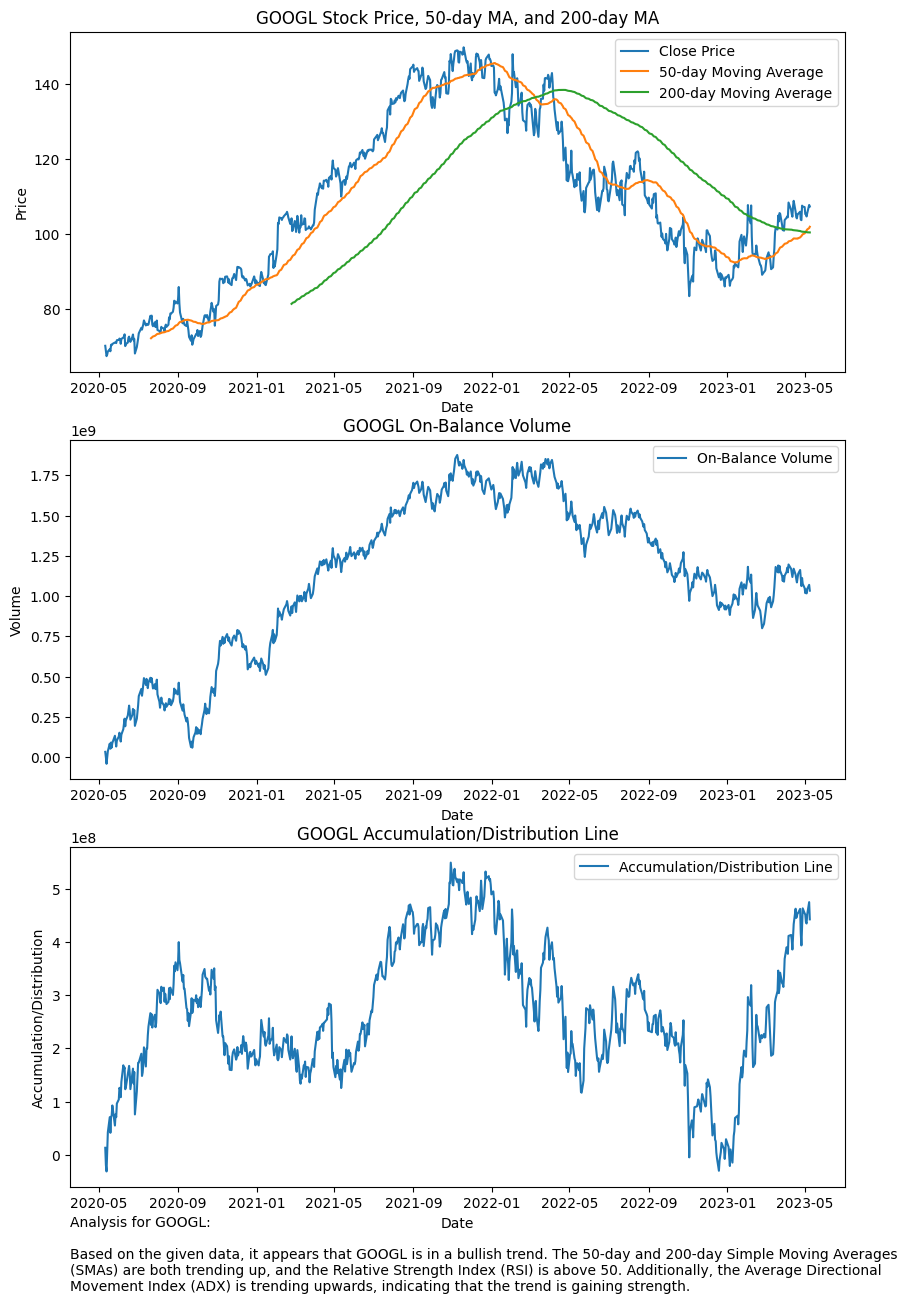 GOOGL Stock Price, 50-day MA, and 200-day MA
Close Price
50-day Moving Average
200-day Moving Average
Price
140
120
100
80
2020-05 2020-09 2021-01 2021-05 2021-09 2022-01 2022-05 2022-09 2023-01 2023-05
Date
GOOGL On-Balance Volume
1e9
On-Balance Volume
Volume
1.75
1.50
1.25
1.00
0.75
0.50
0.25
0.00
2020-05 2020-09 2021-01 2021-05 2021-09 2022-01 2022-05 2022-09 2023-01 2023-05
Date
GOOGL Accumulation/Distribution Line
1e8
Accumulation/Distribution Line
Accumulation/Distribution
5
4
3
2
1
0
2020-05 2020-09 2021-01 2021-05 2021-09 2022-01 2022-05 2022-09 2023-01 2023-05
Date
Analysis for GOOGL:
Based on the given data, it appears that GOOGL is in a bullish trend. The 50-day and 200-day Simple Moving Averages
(SMAs) are both trending up, and the Relative Strength Index (RSI) is above 50. Additionally, the Average Directional
Movement Index (ADX) is trending upwards, indicating that the trend is gaining strength.